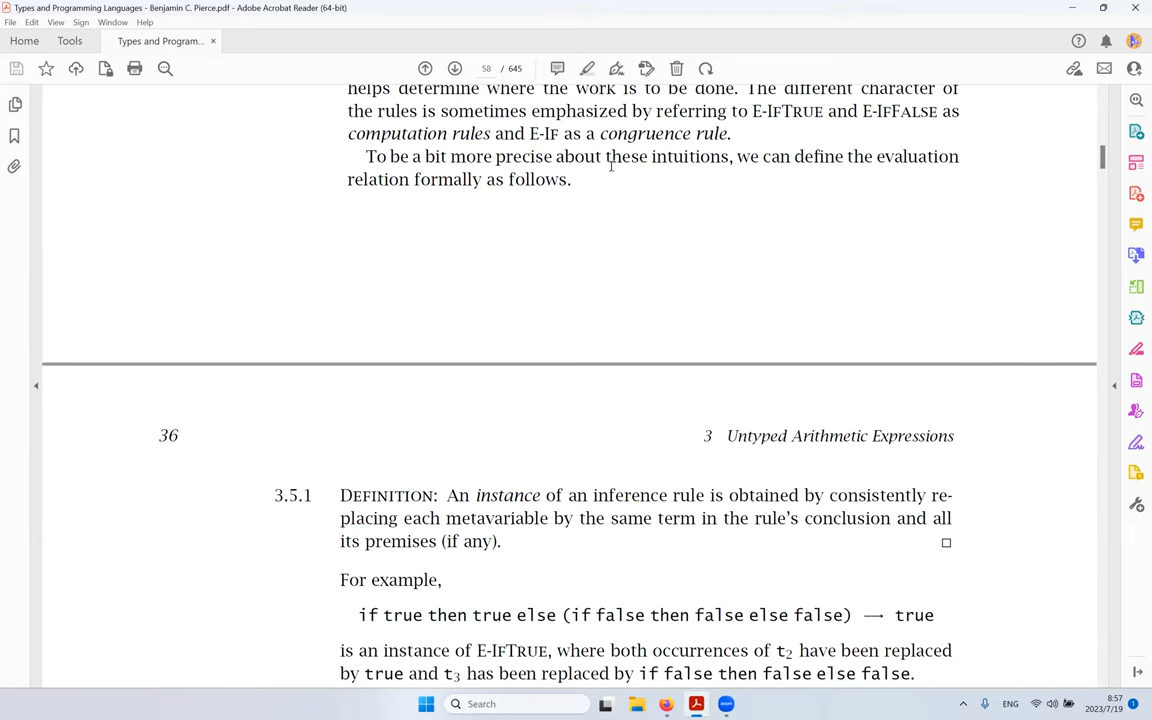 Types and Programming Languages - Benjamin C. Pierce.pdf - Adobe Acrobat Reader (64-bit)
File Edit View Sign Window Help
Home Tools Types and Program... ×
58 / 645
helps determine where the work is to be done. The different character of
the rules is sometimes emphasized by referring to E-IFTRUE and E-IFFALSE as
computation rules and E-IF as a congruence rule.
To be a bit more precise about these intuitions, we can define the evaluation
relation formally as follows.
36
3 Untyped Arithmetic Expressions
3.5.1 DEFINITION: An instance of an inference rule is obtained by consistently re-
placing each metavariable by the same term in the rule's conclusion and all
its premises (if any). □
For example,
if true then true else (if false then false else false) ⟶ true
is an instance of E-IFTRUE, where both occurrences of t₂ have been replaced
by true and t₃ has been replaced by if false then false else false.
Search
zoom
ENG
8:57
2023/7/19
1